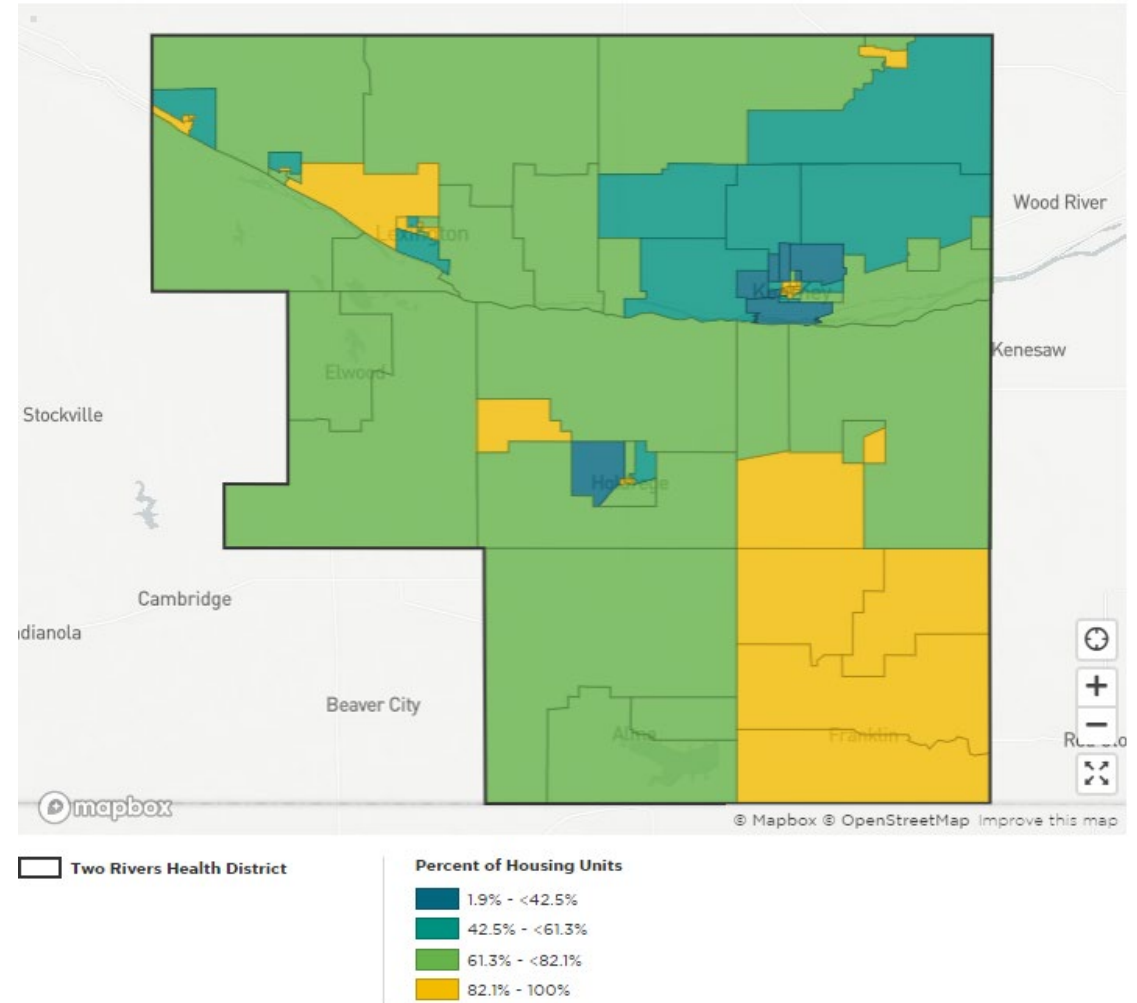 Wood River
Lexington
Kearney
Kenesaw
Elwood
Stockville
Holdrege
Cambridge
Beaver City
Alma
Franklin
mapbox
© Mapbox © OpenStreetMap Improve this map
Two Rivers Health District
Percent of Housing Units
1.9% - <42.5%
42.5% - <61.3%
61.3% - <82.1%
82.1% - 100%